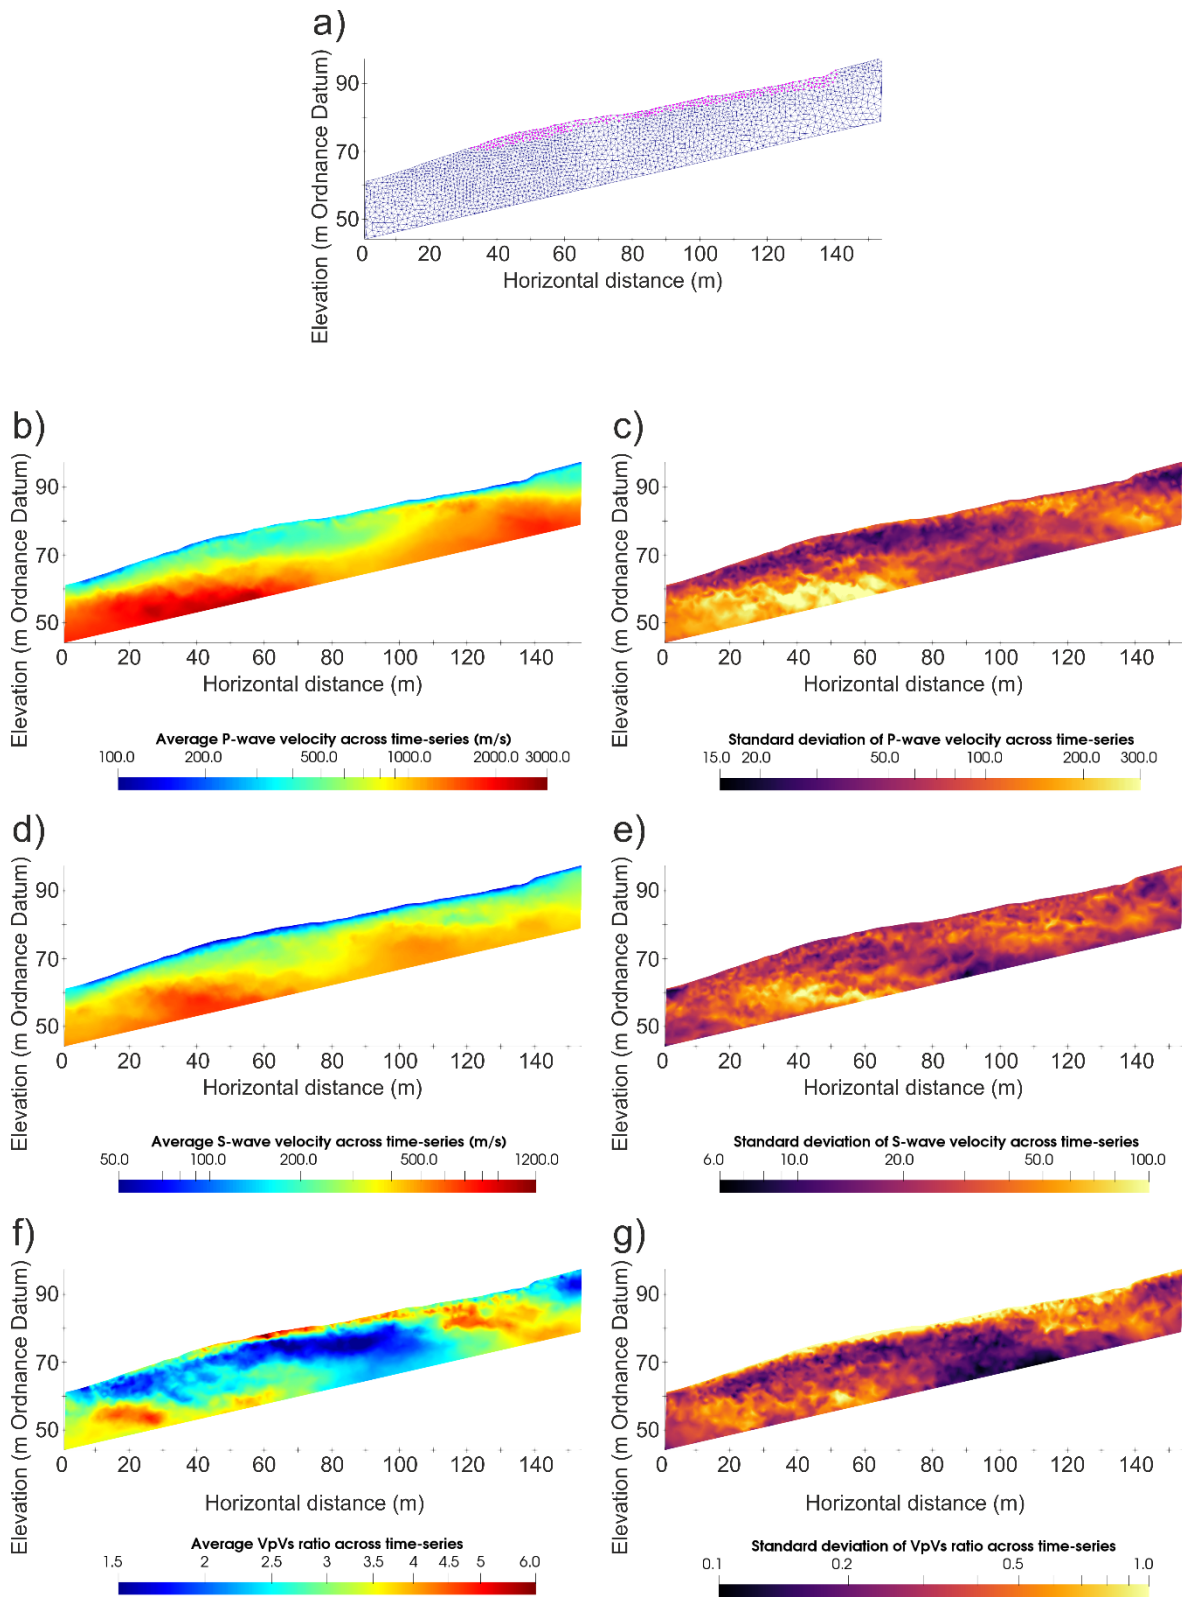 a)
Elevation (m Ordnance Datum)
90
70
50
0 20 40 60 80 100 120 140
Horizontal distance (m)
b)
Elevation (m Ordnance Datum)
90
70
50
0 20 40 60 80 100 120 140
Horizontal distance (m)
Average P-wave velocity across time-series (m/s)
100.0 200.0 500.0 1000.0 2000.0 3000.0
c)
Elevation (m Ordnance Datum)
90
70
50
0 20 40 60 80 100 120 140
Horizontal distance (m)
Standard deviation of P-wave velocity across time-series
15.0 20.0 50.0 100.0 200.0 300.0
d)
Elevation (m Ordnance Datum)
90
70
50
0 20 40 60 80 100 120 140
Horizontal distance (m)
Average S-wave velocity across time-series (m/s)
50.0 100.0 200.0 5000.0 1200.0
e)
Elevation (m Ordnance Datum)
90
70
50
0 20 40 60 80 100 120 140
Horizontal distance (m)
Standard deviation of S-wave velocity across time-series
6.0 10.0 20.0 50.0 100.0
f)
Elevation (m Ordnance Datum)
90
70
50
0 20 40 60 80 100 120 140
Horizontal distance (m)
Average VpVs ratio across time-series
1.5 2 2.5 3 3.5 4 4.5 5 6.0
g)
Elevation (m Ordnance Datum)
90
70
50
0 20 40 60 80 100 120 140
Horizontal distance (m)
Standard deviation of VpVs ratio across time-series
0.1 0.2 0.5 1.0